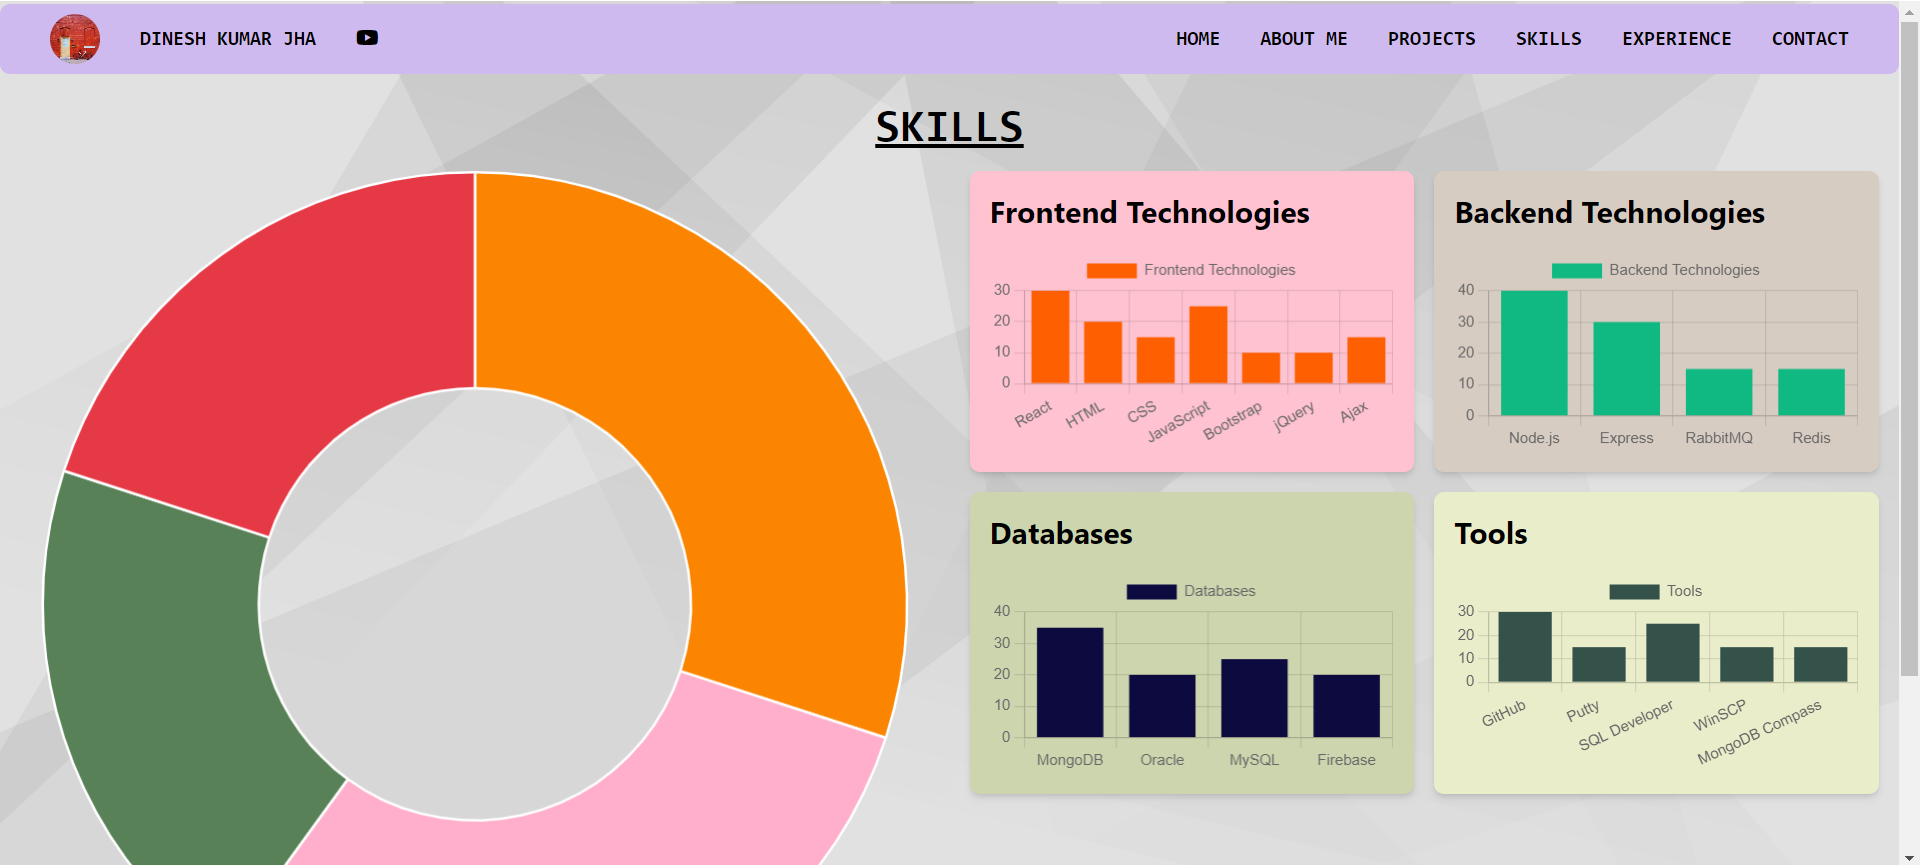 DINESH KUMAR JHA HOME ABOUT ME PROJECTS SKILLS EXPERIENCE CONTACT
SKILLS
Frontend Technologies
Frontend Technologies
30
20
10
0
React HTML CSS JavaScript Bootstrap jQuery Ajax
Backend Technologies
Backend Technologies
40
30
20
10
0
Node.js Express RabbitMQ Redis
Databases
Databases
40
30
20
10
0
MongoDB Oracle MySQL Firebase
Tools
Tools
30
20
10
0
GitHub Putty SQL Developer WinSCP MongoDB Compass